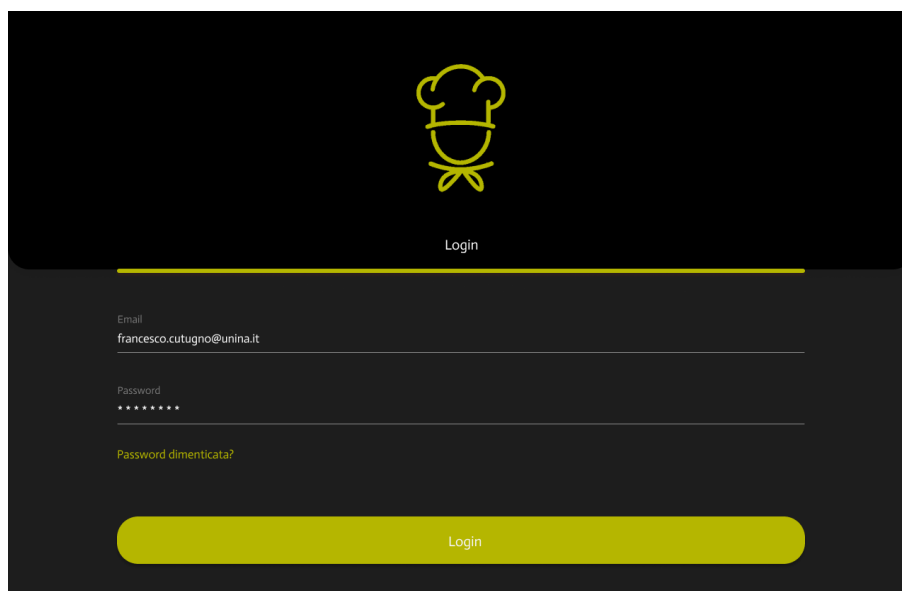 Login
Email
francesco.cutugno@unina.it
Password
* * * * * * * *
Password dimenticata?
Login